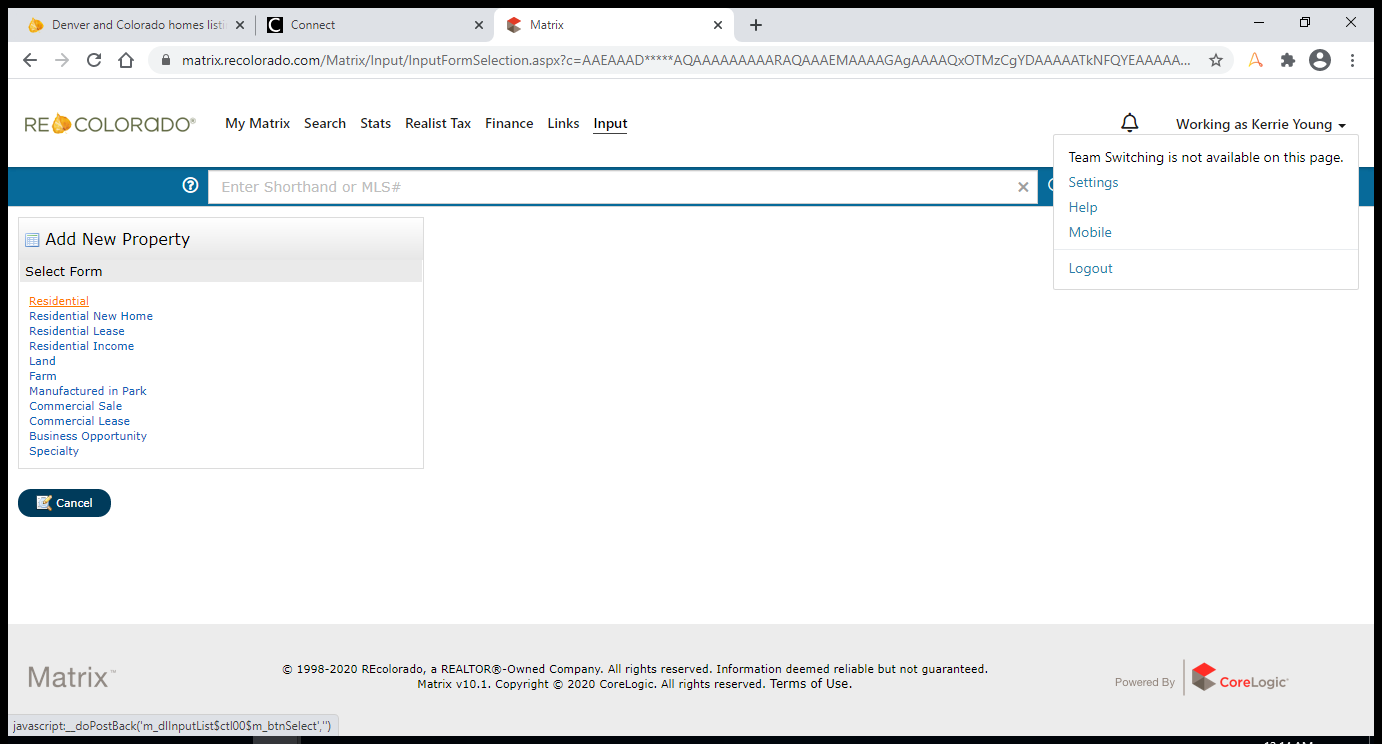 Denver and Colorado homes listi
Connect
Matrix
matrix.recolorado.com/Matrix/Input/InputFormSelection.aspx?c=AAEAAAD*****AQAAAAAAAAARAQAAAEMAAAAGAgAAAAQxOTMzCgYDAAAAATkNFQYEAAAAA...
RE COLORADO®
My Matrix Search Stats Realist Tax Finance Links Input
Working as Kerrie Young
Team Switching is not available on this page.
Settings
Help
Mobile
Logout
Enter Shorthand or MLS#
Add New Property
Select Form
Residential
Residential New Home
Residential Lease
Residential Income
Land
Farm
Manufactured in Park
Commercial Sale
Commercial Lease
Business Opportunity
Specialty
Cancel
Matrix™
© 1998-2020 REcolorado, a REALTOR®-Owned Company. All rights reserved. Information deemed reliable but not guaranteed.
Matrix v10.1. Copyright © 2020 CoreLogic. All rights reserved. Terms of Use.
Powered By CoreLogic®
javascript:__doPostBack('m_dlInputList$ctl00$m_btnSelect','')